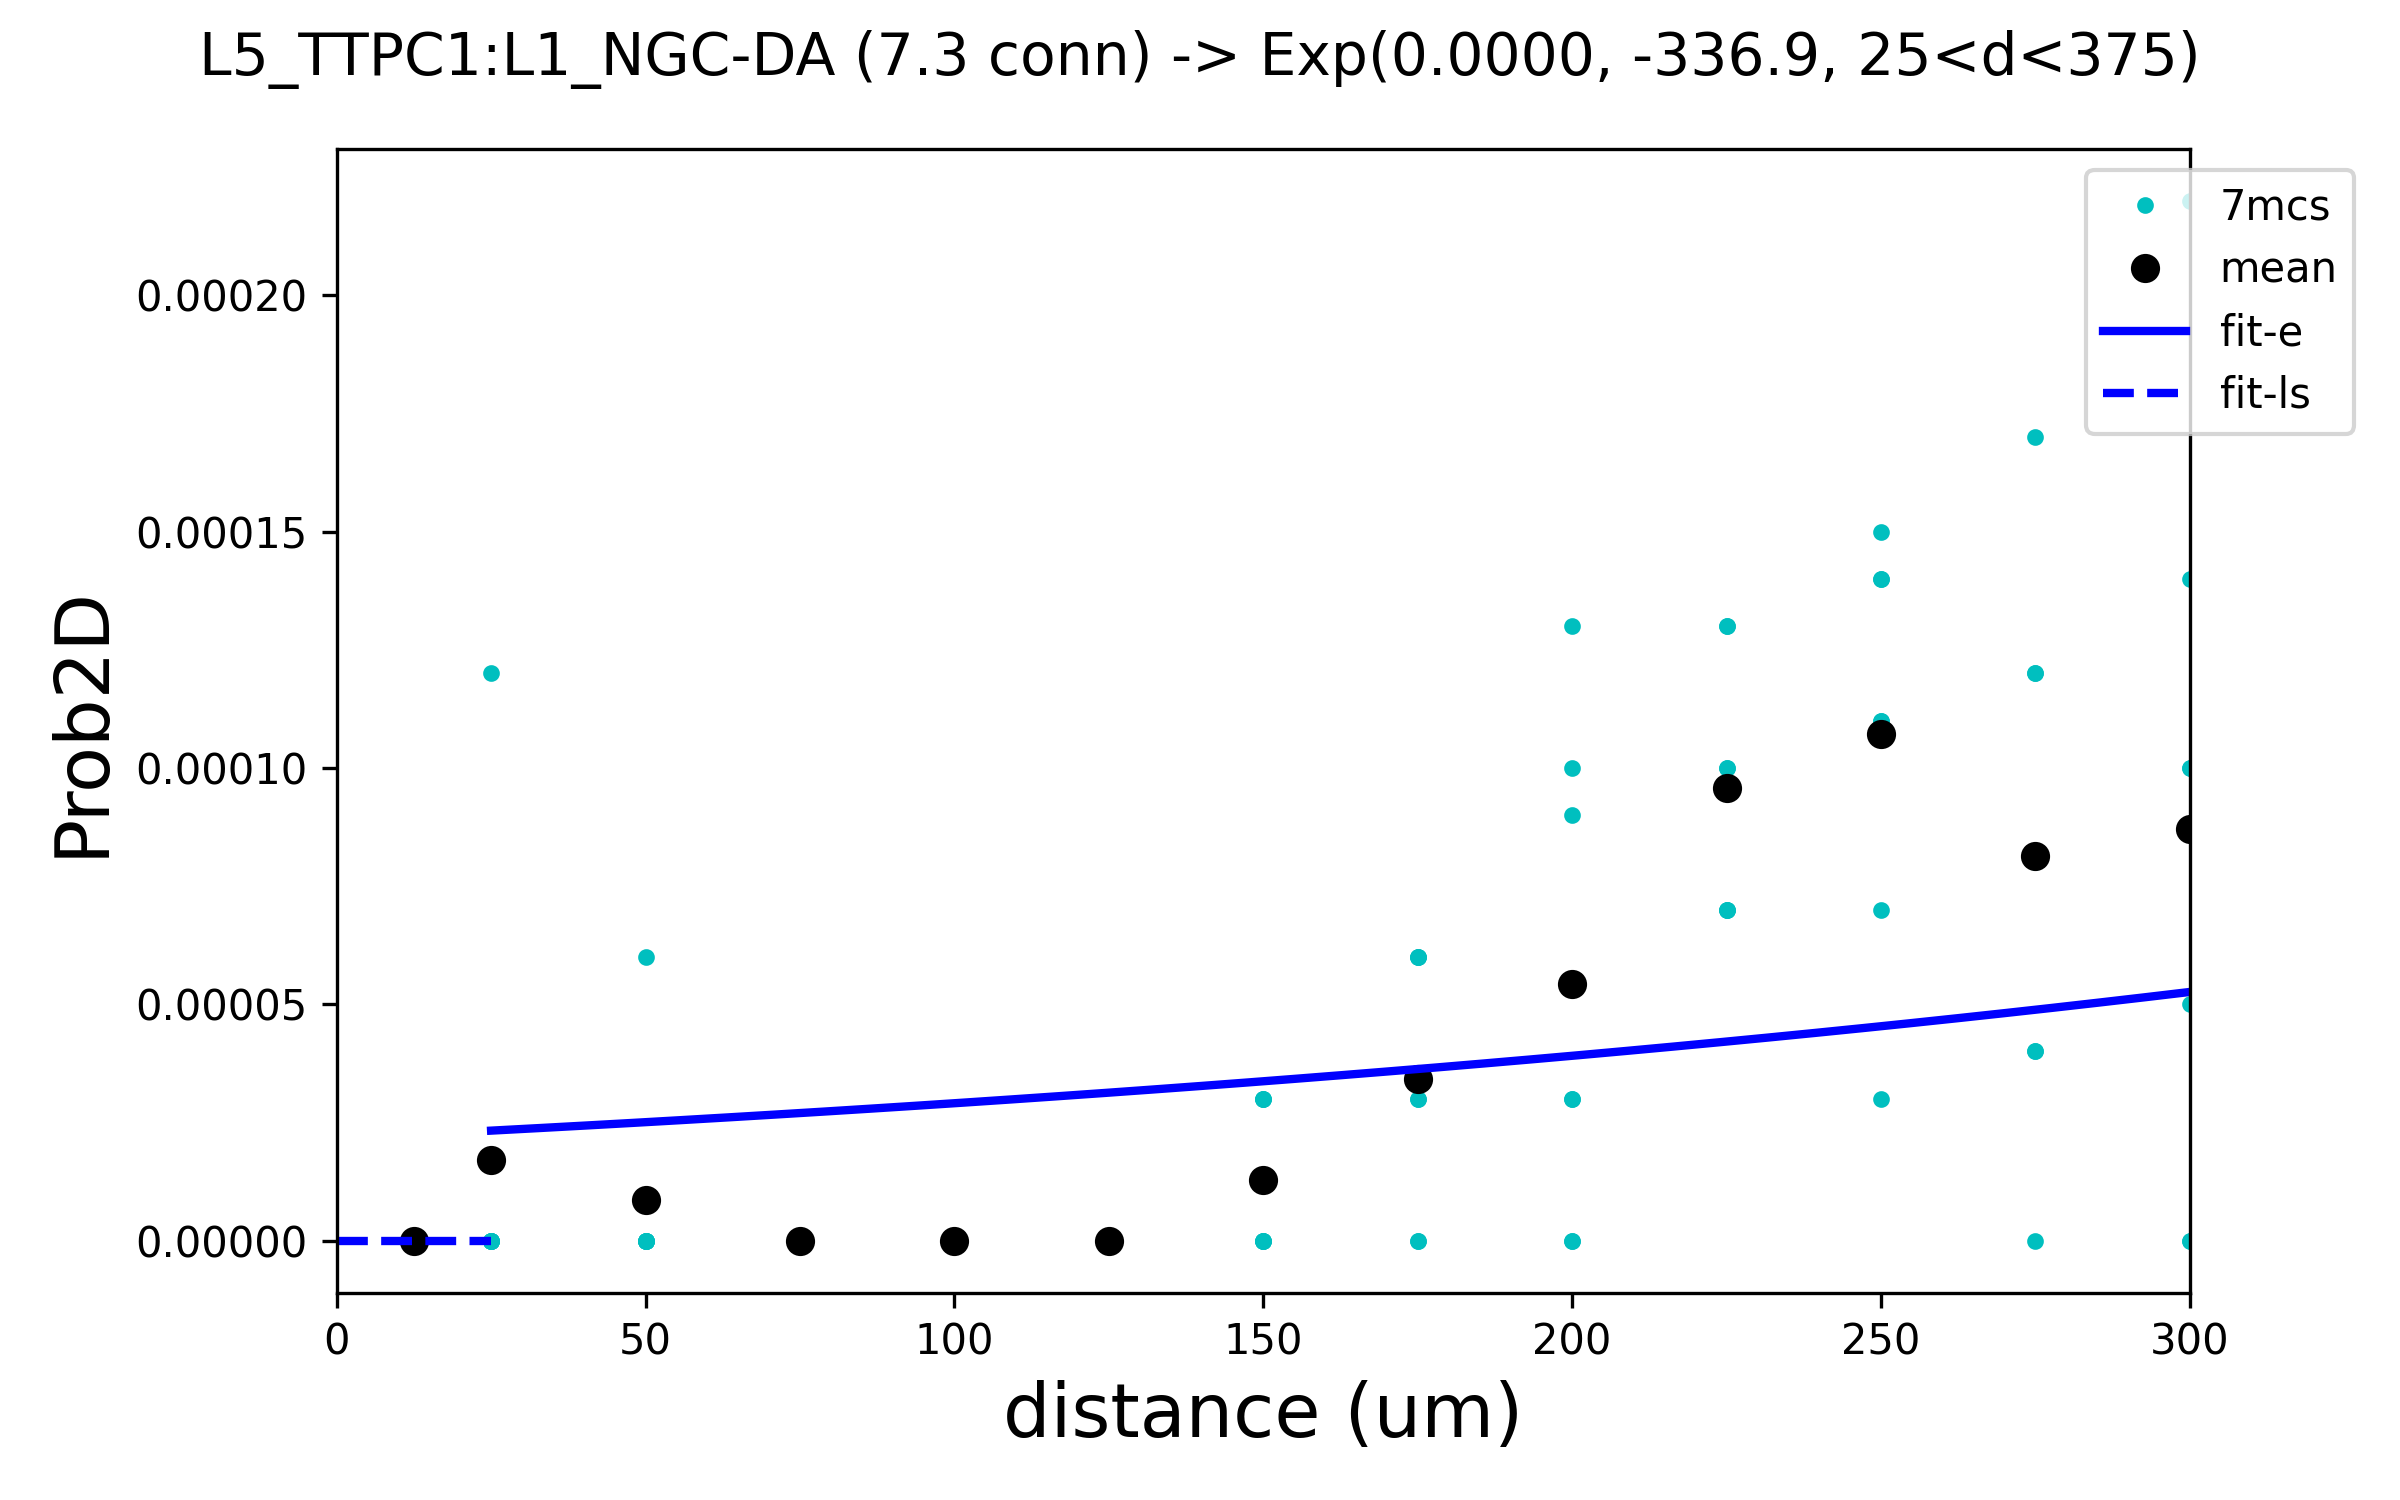 L5_TTPC1:L1_NGC-DA (7.3 conn) -> Exp(0.0000, -336.9, 25<d<375)
7mcs
mean
fit-e
fit-ls
Prob2D
0.00020
0.00015
0.00010
0.00005
0.00000
0 50 100 150 200 250 300
distance (um)